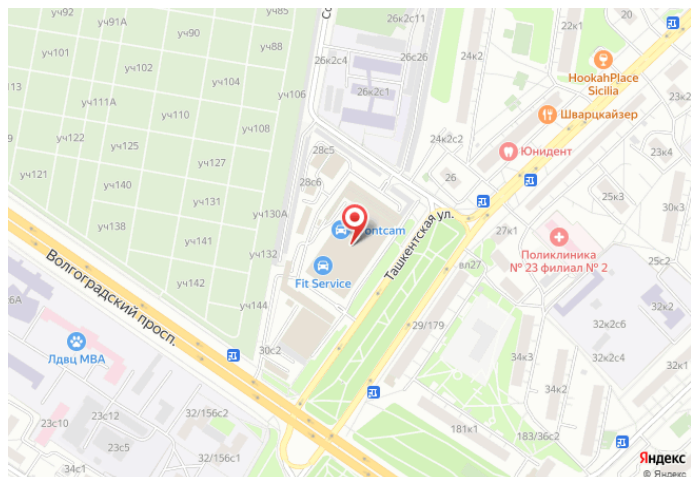 уч91А
уч92
уч101
уч102
уч111А
уч122
уч121
уч90
уч85
уч88
уч104
уч106
уч110
уч108
уч125
уч127
уч140
уч131
уч130А
уч138
уч141
уч132
уч142
уч144
26к2с11
26с26
26к2с4
26к2с1
24к2
22к1
20
18
HookahPlace
Sicilia
Шварцкайзер
24к2с2
Юнидент
23к4
28с5
28с6
26
25к3
30к3
27к1
Поликлиника
№ 23 филиал № 2
25с2
вл27
Ташкентская ул.
Fit Service
Волгоградский просп.
Лдвц МВА
30с2
29/179
32к2
32к2с6
34к3
34к2
32к2с1
23с12
23с10
23с5
32/156с2
32/156с1
34с1
181к1
183/36с2
Яндекс
© Яндекс